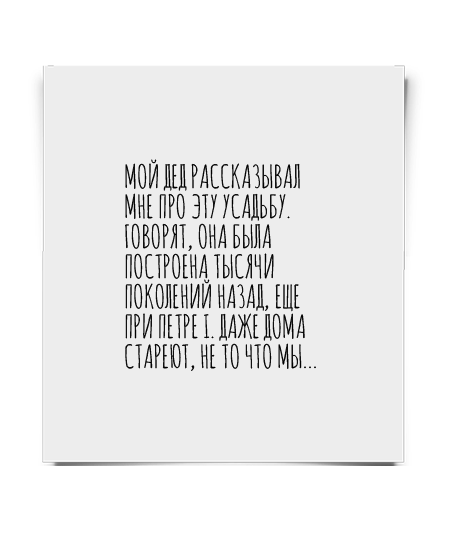 МОЙ ДЕД РАССКАЗЫВАЛ
МНЕ ПРО ЭТУ УСАДЬБУ.
ГОВОРЯТ, ОНА БЫЛА
ПОСТРОЕНА ТЫСЯЧИ
ПОКОЛЕНИЙ НАЗАД, ЕЩЕ
ПРИ ПЕТРЕ I. ДАЖЕ ДОМА
СТАРЕЮТ, НЕ ТО ЧТО МЫ...